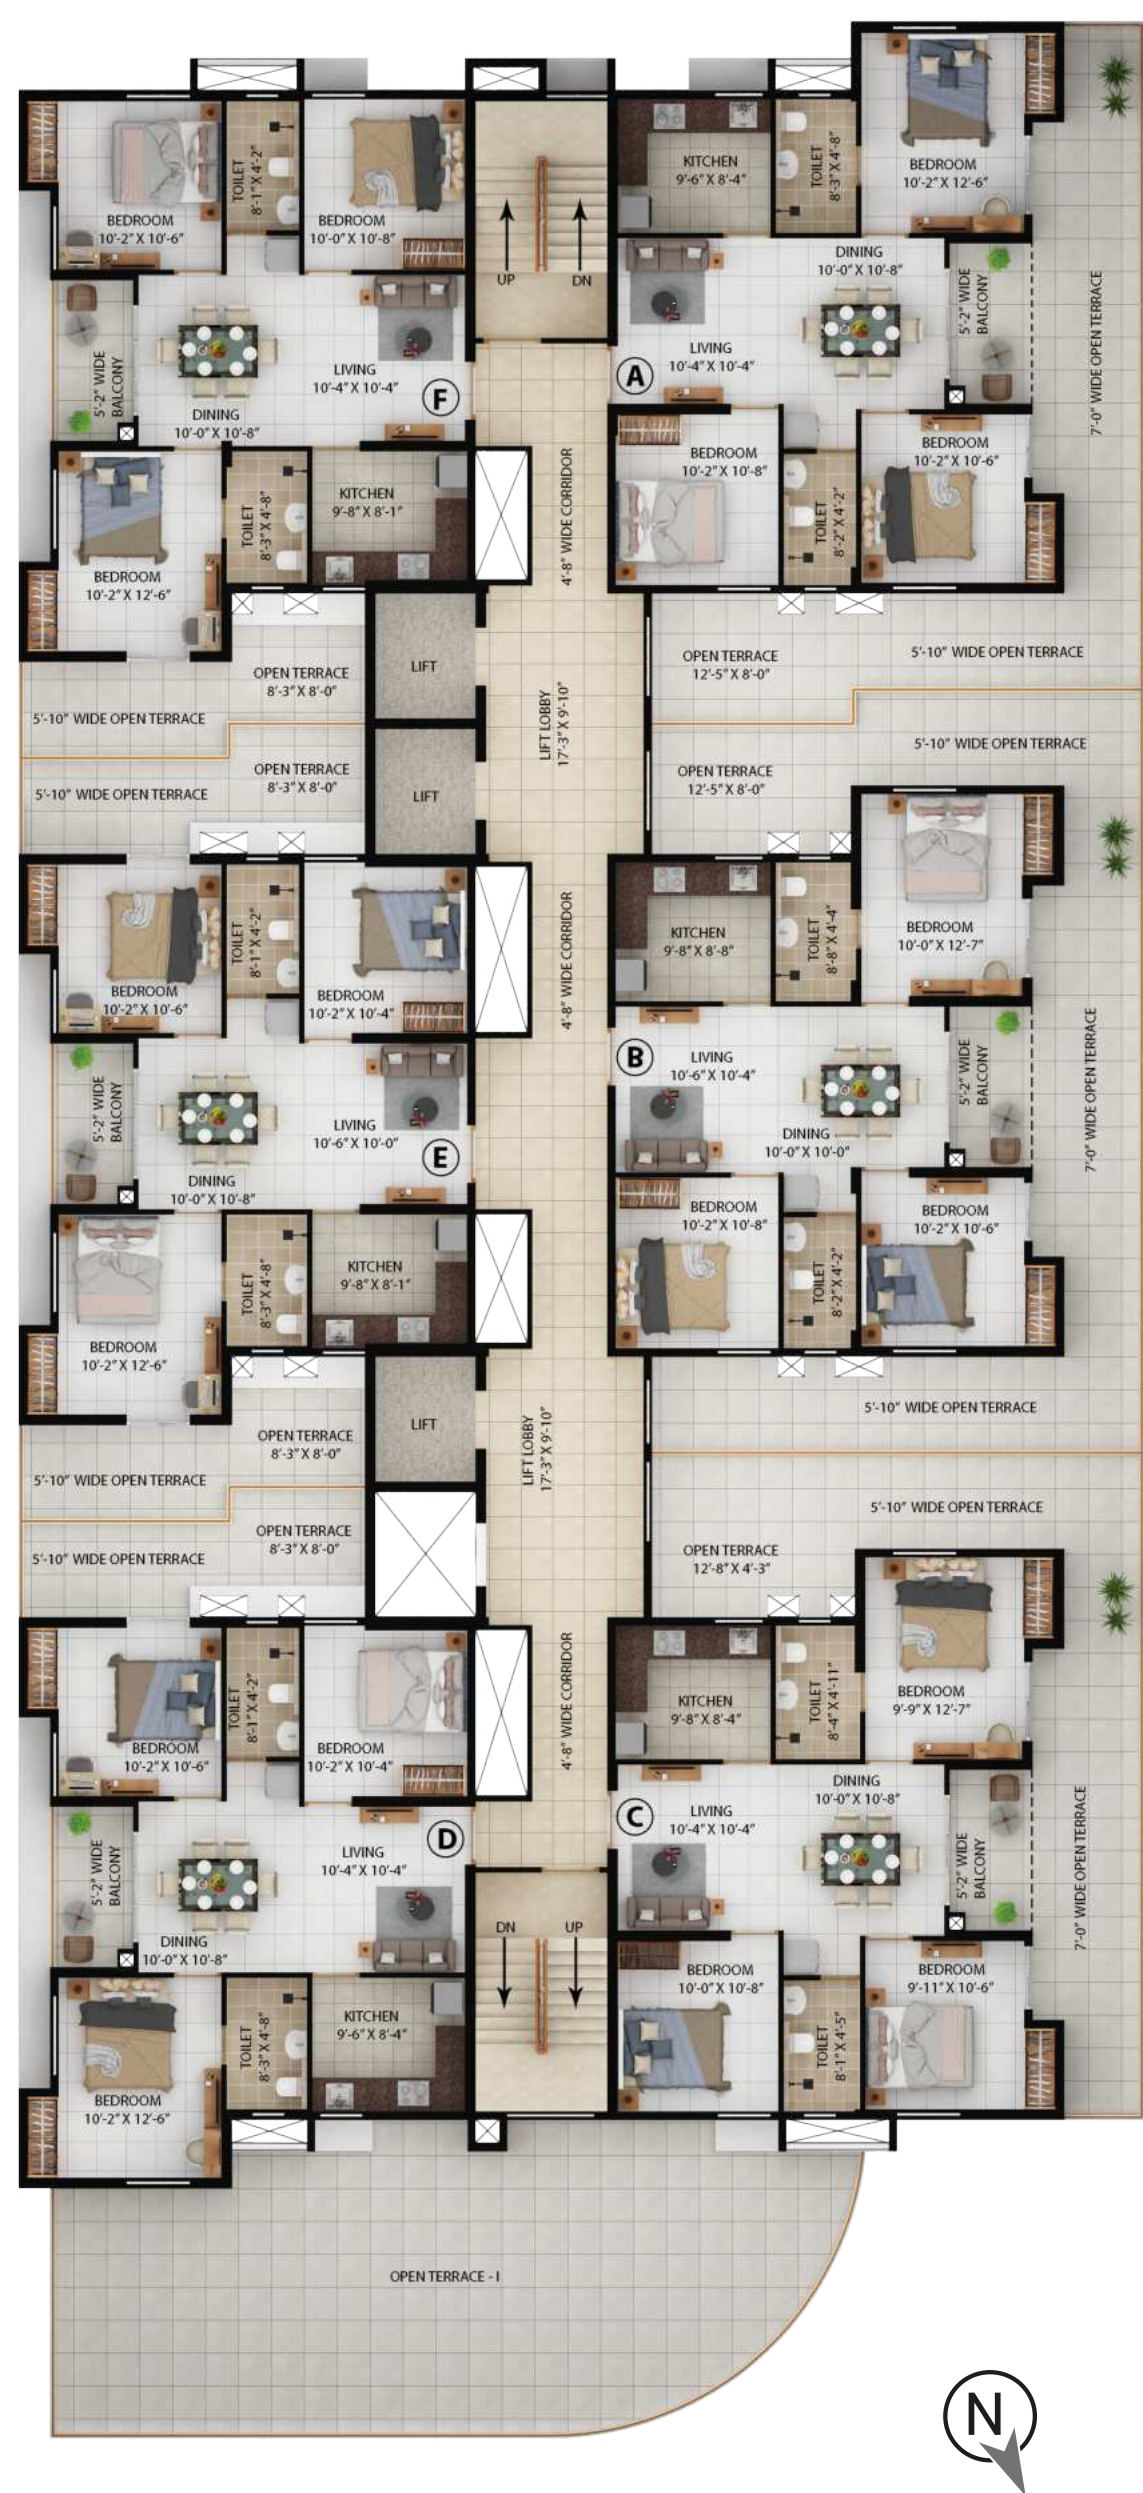 BEDROOM
10'-2" X 12'-6"
TOILET
8'-1" X 4'-2"
KITCHEN
9'-6" X 8'-4"
TOILET
8'-3" X 4'-8"
BEDROOM
10'-2" X 10'-6"
BEDROOM
10'-0" X 10'-8"
UP
DN
DINING
10'-0" X 10'-8"
5'-2" WIDE
BALCONY
7'-0" WIDE OPEN TERRACE
LIVING
10'-4" X 10'-4"
A
5'-2" WIDE
BALCONY
LIVING
10'-4" X 10'-4"
F
DINING
10'-0" X 10'-8"
BEDROOM
10'-2" X 10'-8"
BEDROOM
10'-2" X 10'-6"
KITCHEN
9'-8" X 8'-1"
TOILET
8'-3" X 4'-8"
4'-8" WIDE CORRIDOR
TOILET
8'-2" X 4'-2"
BEDROOM
10'-2" X 12'-6"
OPEN TERRACE
8'-3" X 8'-0"
LIFT
OPEN TERRACE
12'-5" X 8'-0"
5'-10" WIDE OPEN TERRACE
5'-10" WIDE OPEN TERRACE
LIFT LOBBY
17'-3" X 9'-10"
5'-10" WIDE OPEN TERRACE
OPEN TERRACE
8'-3" X 8'-0"
OPEN TERRACE
12'-5" X 8'-0"
5'-10" WIDE OPEN TERRACE
LIFT
TOILET
8'-1" X 4'-2"
4'-8" WIDE CORRIDOR
KITCHEN
9'-8" X 8'-8"
TOILET
8'-8" X 4'-4"
BEDROOM
10'-0" X 12'-7"
BEDROOM
10'-2" X 10'-6"
BEDROOM
10'-2" X 10'-4"
B
LIVING
10'-6" X 10'-4"
5'-2" WIDE
BALCONY
7'-0" WIDE OPEN TERRACE
5'-2" WIDE
BALCONY
LIVING
10'-6" X 10'-0"
E
DINING
10'-0" X 10'-0"
DINING
10'-0" X 10'-8"
BEDROOM
10'-2" X 10'-8"
BEDROOM
10'-2" X 10'-6"
TOILET
8'-3" X 4'-8"
KITCHEN
9'-8" X 8'-1"
TOILET
8'-2" X 4'-2"
BEDROOM
10'-2" X 12'-6"
5'-10" WIDE OPEN TERRACE
LIFT
OPEN TERRACE
8'-3" X 8'-0"
LIFT LOBBY
17'-3" X 9'-10"
5'-10" WIDE OPEN TERRACE
5'-10" WIDE OPEN TERRACE
OPEN TERRACE
8'-3" X 8'-0"
5'-10" WIDE OPEN TERRACE
OPEN TERRACE
12'-8" X 4'-3"
TOILET
8'-1" X 4'-2"
4'-8" WIDE CORRIDOR
KITCHEN
9'-8" X 8'-4"
TOILET
8'-4" X 4'-11"
BEDROOM
9'-9" X 12'-7"
BEDROOM
10'-2" X 10'-6"
BEDROOM
10'-2" X 10'-4"
DINING
10'-0" X 10'-8"
C
LIVING
10'-4" X 10'-4"
5'-2" WIDE
BALCONY
7'-0" WIDE OPEN TERRACE
5'-2" WIDE
BALCONY
LIVING
10'-4" X 10'-4"
D
DINING
10'-0" X 10'-8"
DN
UP
BEDROOM
10'-0" X 10'-8"
BEDROOM
9'-11" X 10'-6"
TOILET
8'-3" X 4'-8"
KITCHEN
9'-6" X 8'-4"
TOILET
8'-1" X 4'-5"
BEDROOM
10'-2" X 12'-6"
OPEN TERRACE - I
N